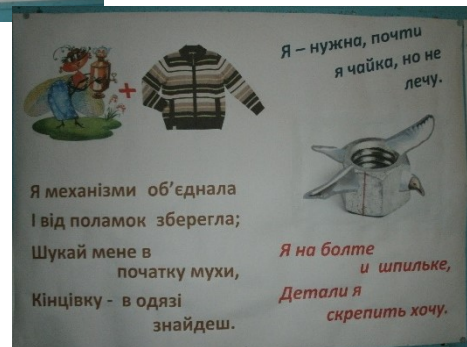 Я механізми об’єднала
І від поламок зберегла;
Шукай мене в
початку мухи,
Кінцівку - в одязі
знайдеш.
Я – нужна, почти
я чайка, но не
лечу.
Я на болте
и шпильке,
Детали я
скрепить хочу.